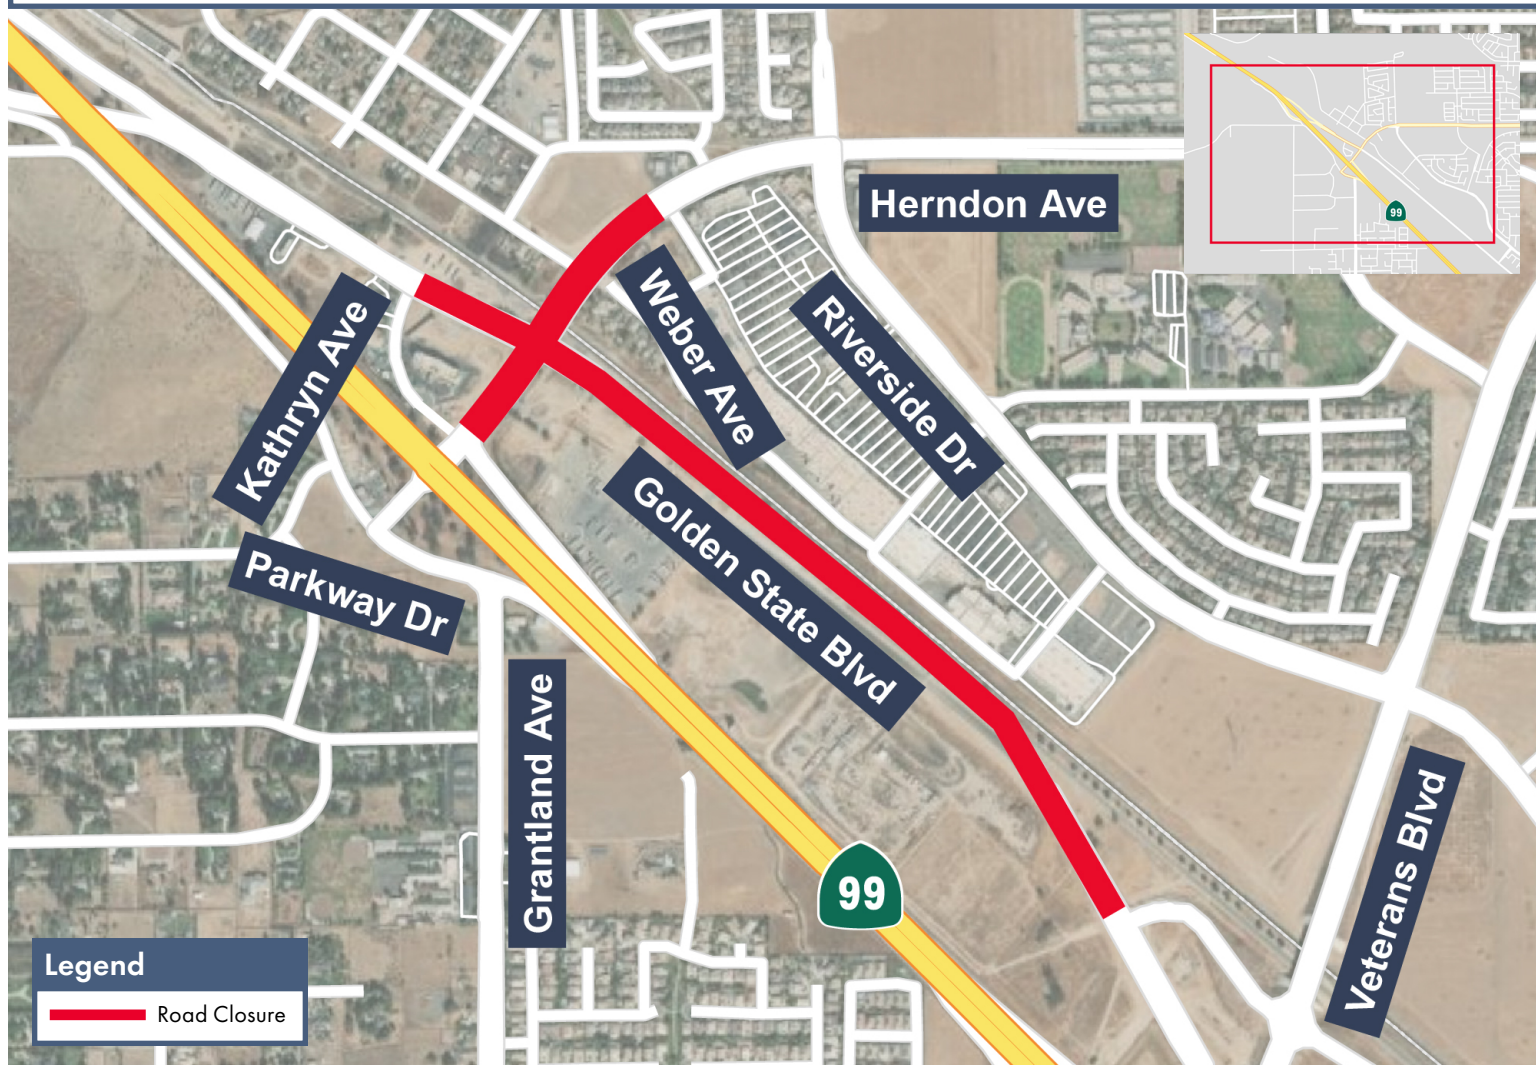 Herndon Ave
99
Weber Ave
Riverside Dr
Kathryn Ave
Golden State Blvd
Parkway Dr
Grantland Ave
99
Veterans Blvd
Legend
Road Closure